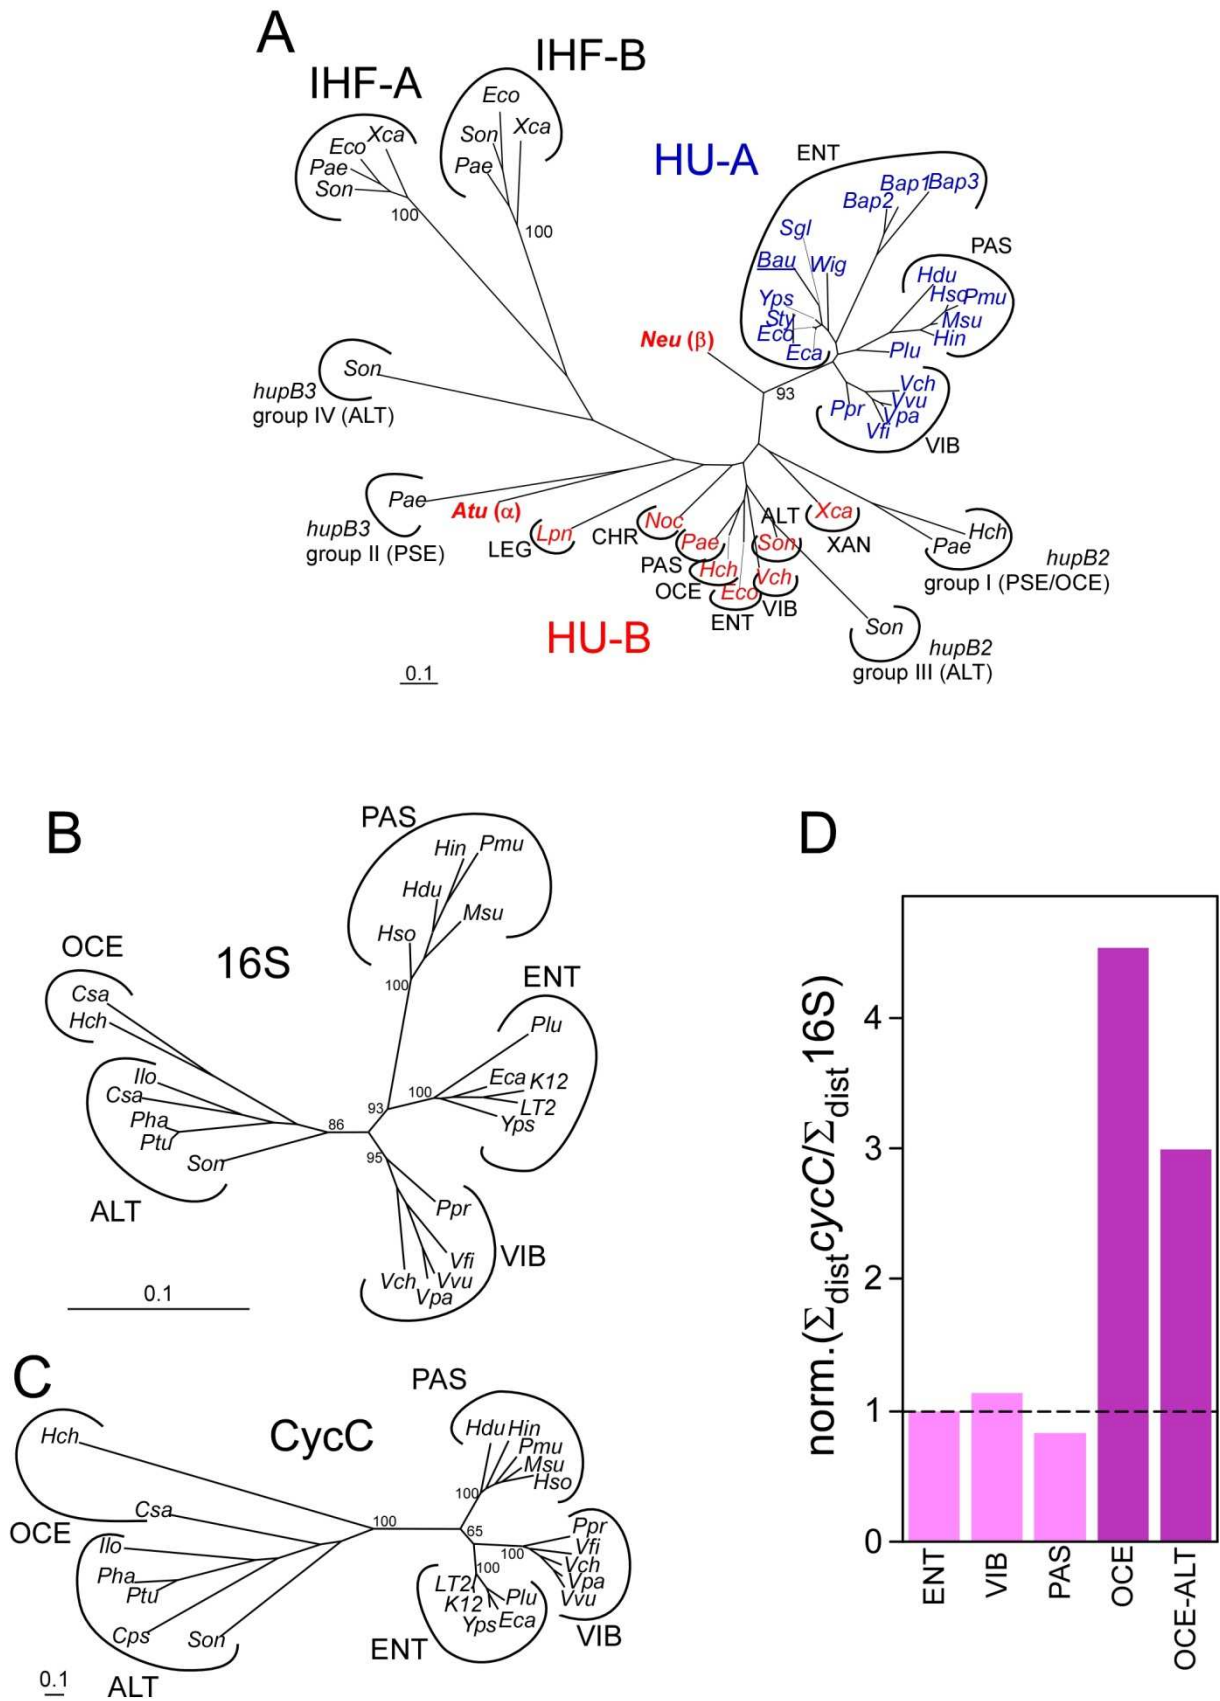 A
IHF-A
IHF-B
Eco
Xca
Pae
Son
100
Eco
Son
Xca
Pae
100
HU-A
ENT
Bap1
Bap3
Bap2
Sgl
Bau
Wig
Yps
Sty
Eco
Eca
PAS
Hdu
Hso
Pmu
Msu
Hin
Plu
Neu (β)
93
Vch
Vvu
Vpa
Vfi
Ppr
VIB
Son
hupB3
group IV (ALT)
Pae
hupB3
group II (PSE)
Atu (α)
Lpn
LEG
Noc
CHR
Pae
PAS
Hch
OCE
Eco
ENT
ALT
Son
Vch
VIB
Xca
XAN
Hch
Pae
hupB2
group I (PSE/OCE)
Son
hupB2
group III (ALT)
HU-B
0.1
B
16S
PAS
Hin
Pmu
Hdu
Msu
Hso
100
OCE
Csa
Hch
ENT
Plu
Eca
K12
LT2
Yps
100
93
86
95
Ilo
Csa
Pha
Ptu
Son
ALT
Ppr
Vfi
Vvu
Vpa
Vch
VIB
0.1
C
CycC
PAS
Hdu
Hin
Pmu
Msu
Hso
100
Hch
Csa
OCE
100
65
Ppr
Vfi
Vch
Vpa
Vvu
100
VIB
100
LT2
K12
Yps
Plu
Eca
ENT
Ilo
Pha
Ptu
Cps
Son
ALT
0.1
D
norm.(Σdist cycC/Σdist 16S)
4
3
2
1
0
ENT
VIB
PAS
OCE
OCE-ALT